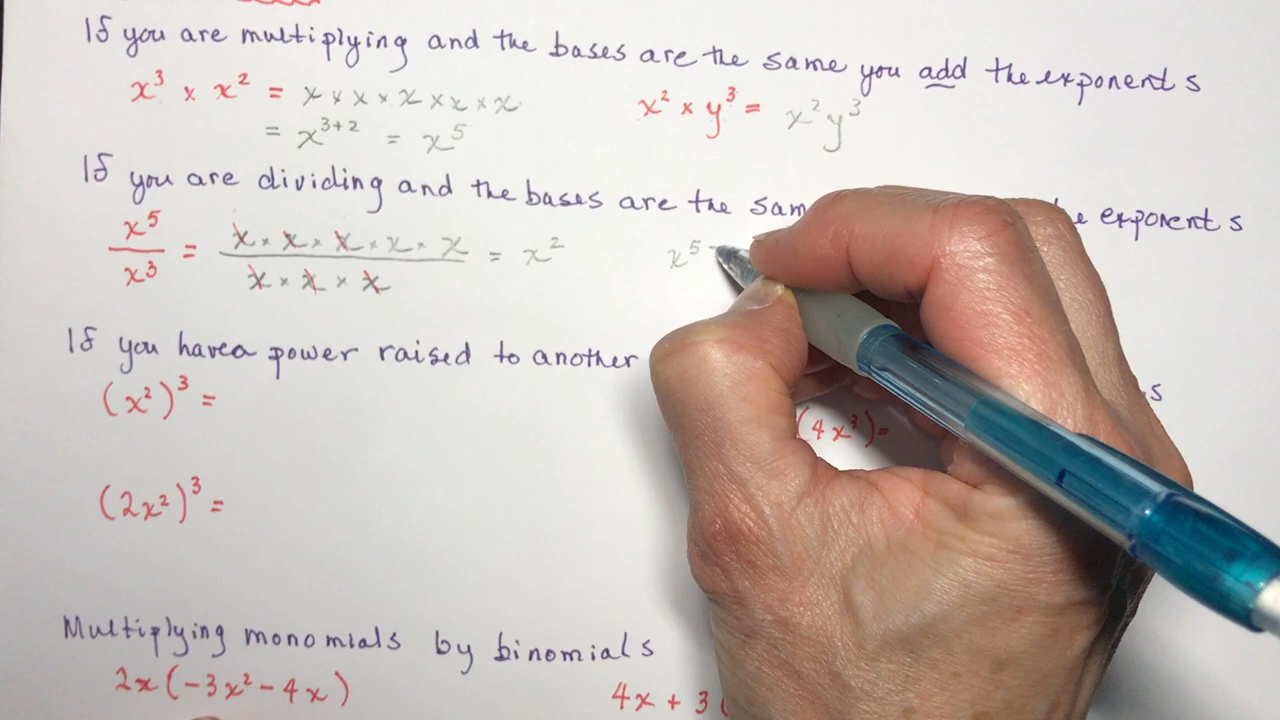 If you are multiplying and the bases are the same you add the exponents
x³ × x² = x × x × x × x × x    x² × y³ = x²y³
= x³⁺² = x⁵
If you are dividing and the bases are the same exponents
x⁵/x³ = x × x × x × x × x / x × x × x = x²    x⁵
If you have a power raised to another
(x²)³ =    (4x³)=
(2x²)³ =
Multiplying monomials by binomials
2x(-3x²-4x)    4x + 3(